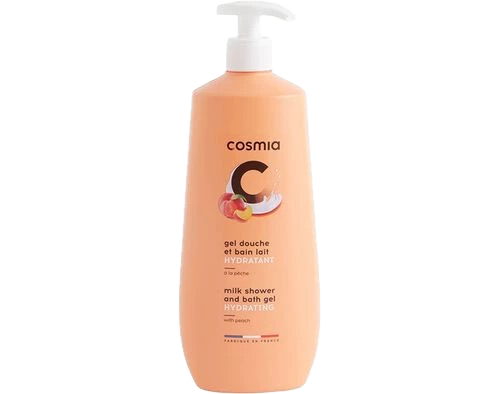 cosmia
C
gel douche
et bain lait
HYDRATANT
à la pêche
milk shower
and bath gel
HYDRATING
with peach
FABRIQUÉ EN FRANCE